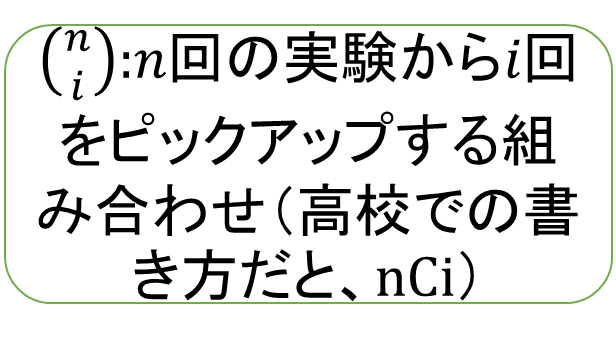 (n i):n回の実験からi回
をピックアップする組
み合わせ（高校での書
き方だと、nCi）